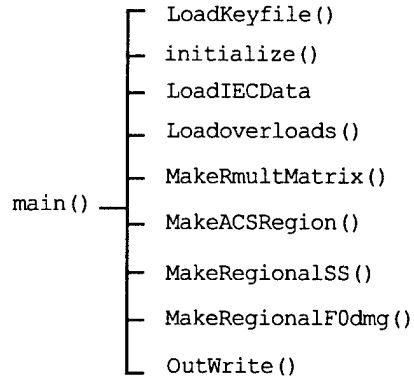 LoadKeyfile()
initialize()
LoadIECData
Loadoverloads()
MakeRmultMatrix()
main()
MakeACSRegion()
MakeRegionalSS()
MakeRegionalF0dmg()
OutWrite()